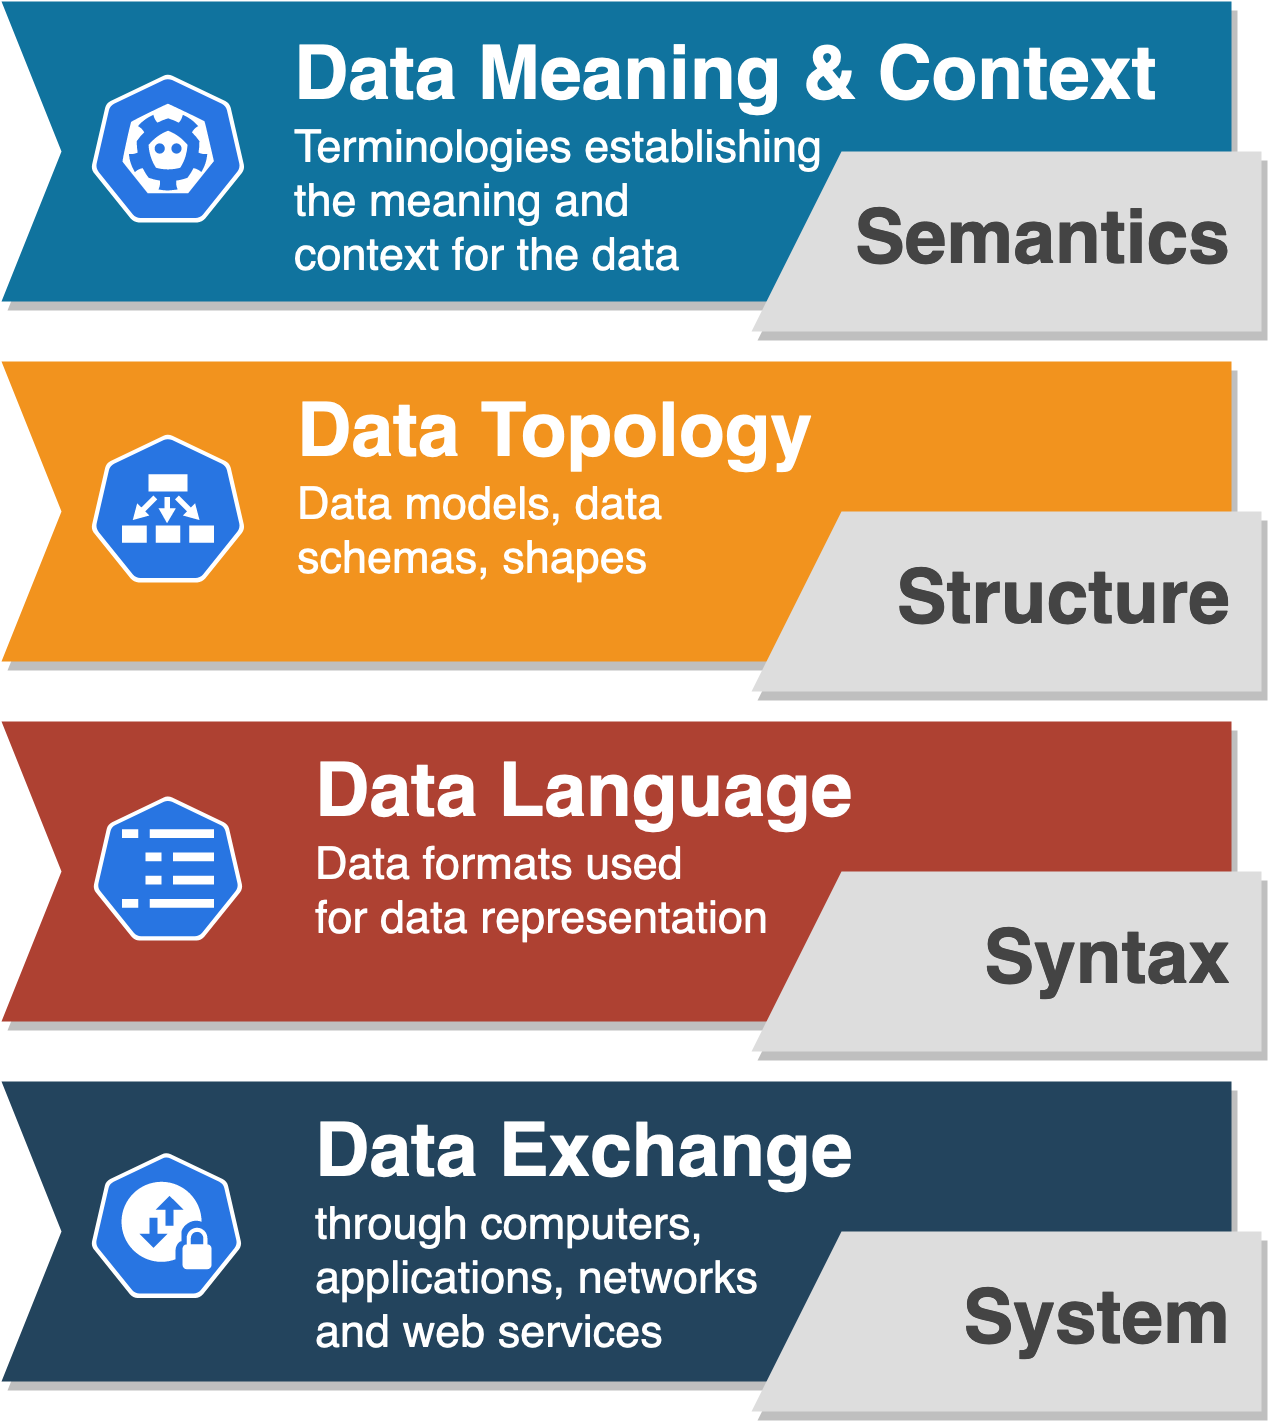 Data Meaning & Context
Terminologies establishing
the meaning and
context for the data
Semantics
Data Topology
Data models, data
schemas, shapes
Structure
Data Language
Data formats used
for data representation
Syntax
Data Exchange
through computers,
applications, networks
and web services
System